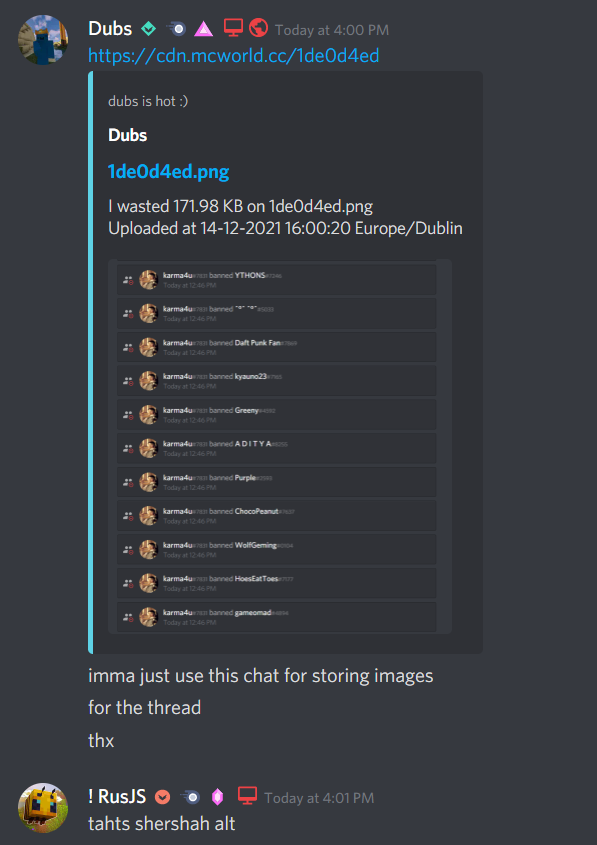 Dubs Today at 4:00 PM
https://cdn.mcworld.cc/1de0d4ed
dubs is hot :)
Dubs
1de0d4ed.png
I wasted 171.98 KB on 1de0d4ed.png
Uploaded at 14-12-2021 16:00:20 Europe/Dublin
karma4u banned YTHONS
Today at 12:46 PM
karma4u banned
Today at 12:46 PM
karma4u banned Daft Punk Fan
Today at 12:46 PM
karma4u banned kyauno23
Today at 12:46 PM
karma4u banned Greeny
Today at 12:46 PM
karma4u banned A D I T Y A
Today at 12:46 PM
karma4u banned Purple
Today at 12:46 PM
karma4u banned ChocoPeanut
Today at 12:46 PM
karma4u banned WolfGeming
Today at 12:46 PM
karma4u banned HoesEatToes
Today at 12:46 PM
karma4u banned gameomad
Today at 12:46 PM
imma just use this chat for storing images
for the thread
thx
! RusJS Today at 4:01 PM
tahts shershah alt